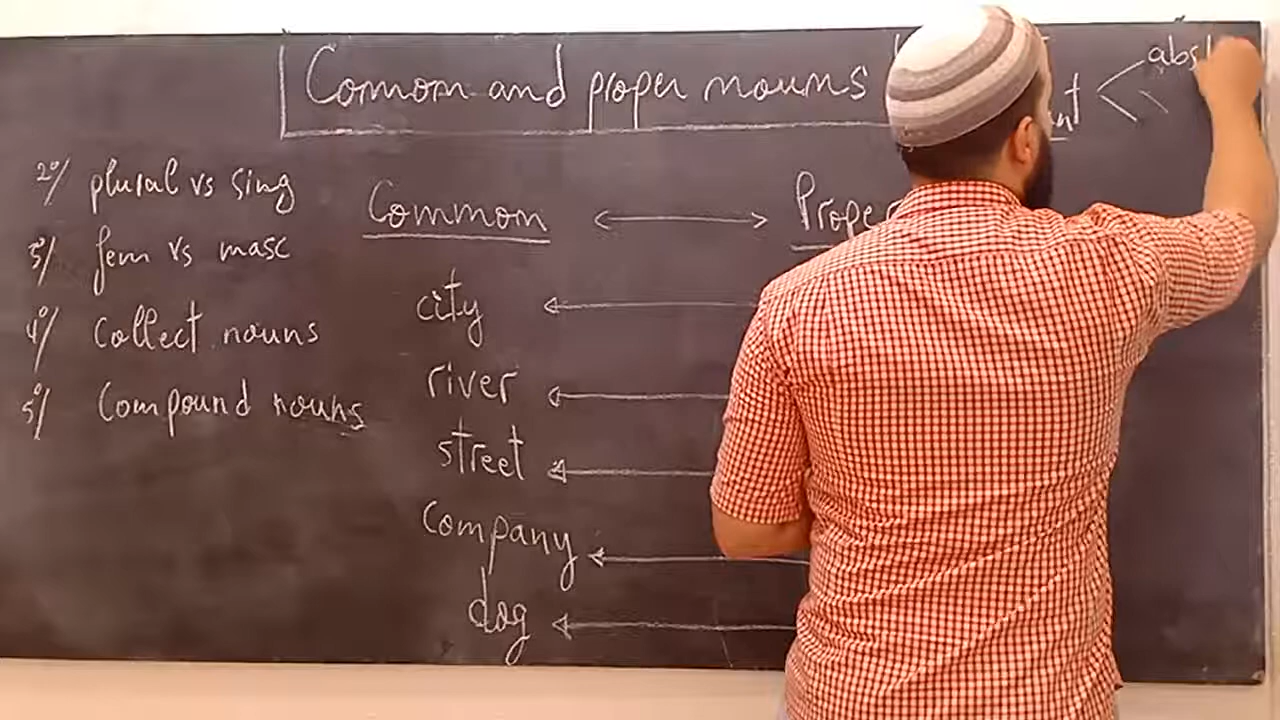 Common and proper nouns
2°/ plural vs sing
3°/ fem vs masc
4°/ Collect nouns
5°/ Compound nouns
Common
Proper
city
river
street
company
dog